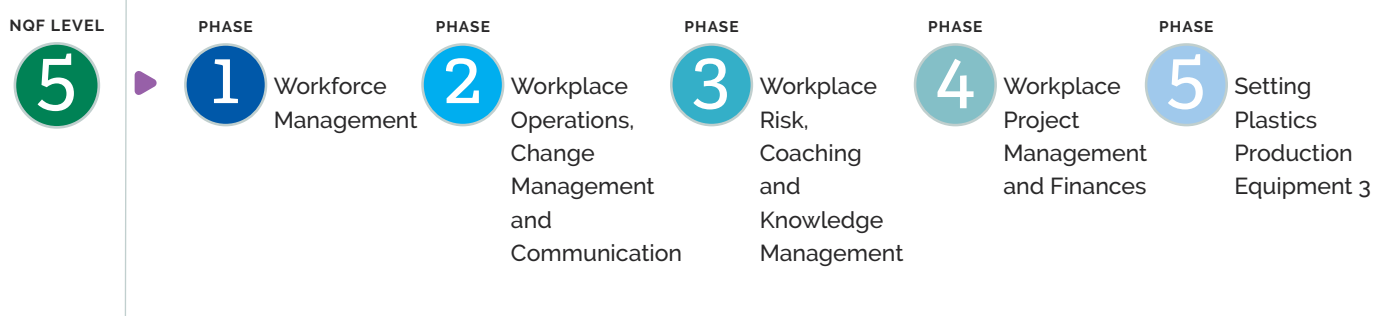 NQF LEVEL
5
PHASE
1
Workforce
Management
PHASE
2
Workplace
Operations,
Change
Management
and
Communication
PHASE
3
Workplace
Risk,
Coaching
and
Knowledge
Management
PHASE
4
Workplace
Project
Management
and Finances
PHASE
5
Setting
Plastics
Production
Equipment 3